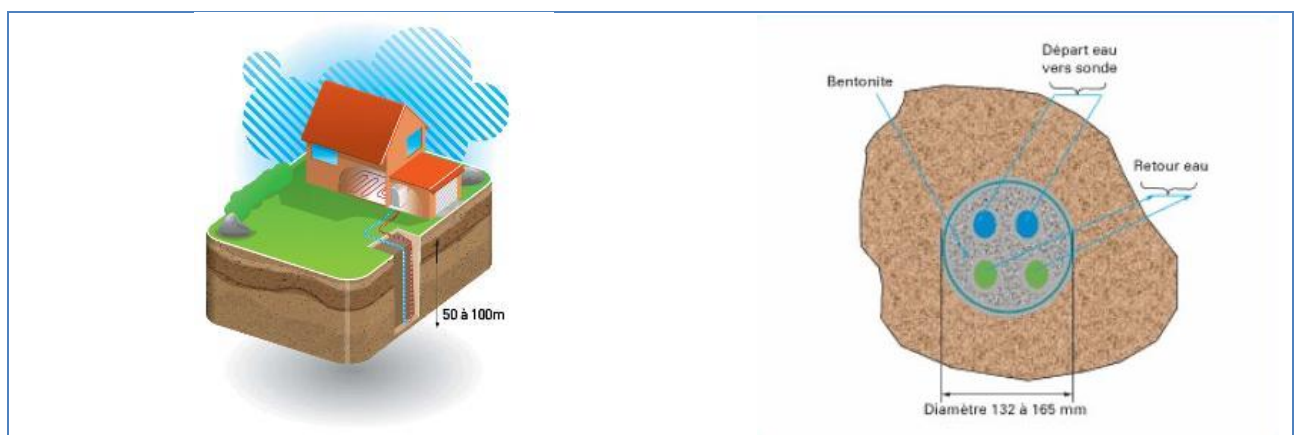 50 à 100m
Départ eau
vers sonde
Bentonite
Retour eau
Diamètre 132 à 165 mm